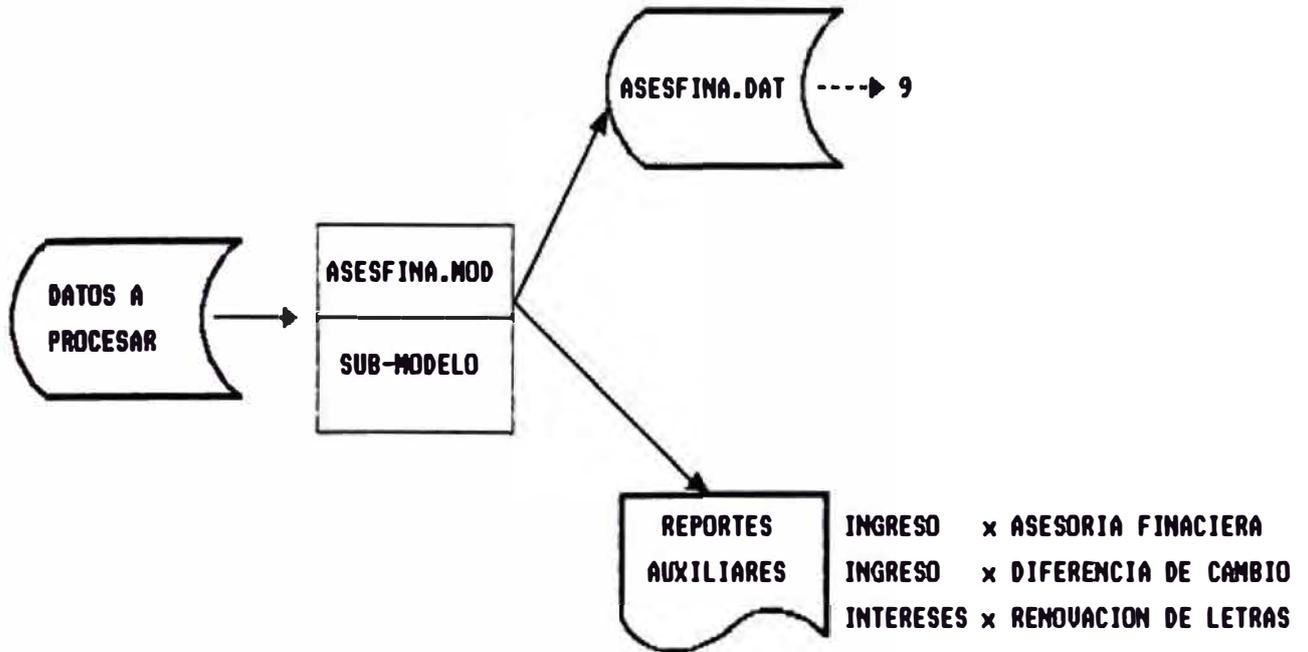 ASESFINA.DAT 9
ASESFINA.MOD
DATOS A
PROCESAR
SUB-MODELO
REPORTES INGRESO x ASESORIA FINACIERA
AUXILIARES INGRESO x DIFERENCIA DE CAMBIO
INTERESES x RENOVACION DE LETRAS